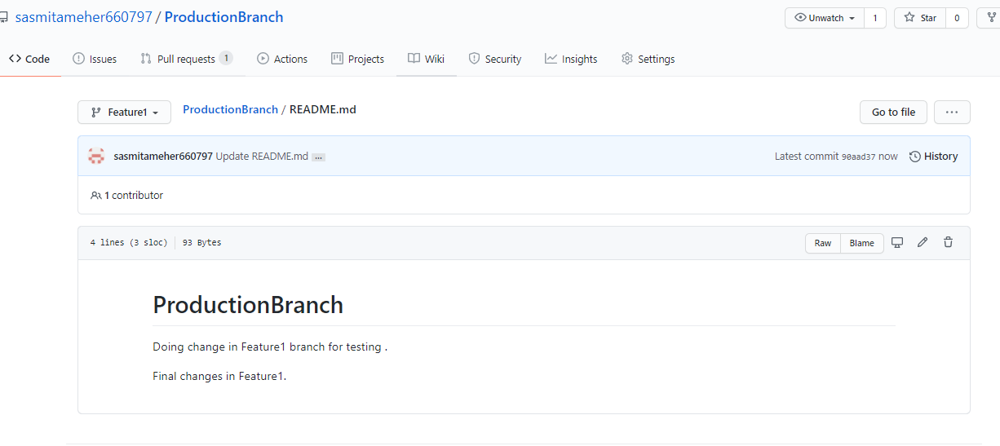 sasmitameher660797 / ProductionBranch Unwatch 1 Star 0
Code Issues Pull requests 1 Actions Projects Wiki Security Insights Settings
Feature1 ProductionBranch / README.md Go to file ...
sasmitameher660797 Update README.md ... Latest commit 90aad37 now History
1 contributor
4 lines (3 sloc) 93 Bytes Raw Blame
ProductionBranch
Doing change in Feature1 branch for testing .
Final changes in Feature1.